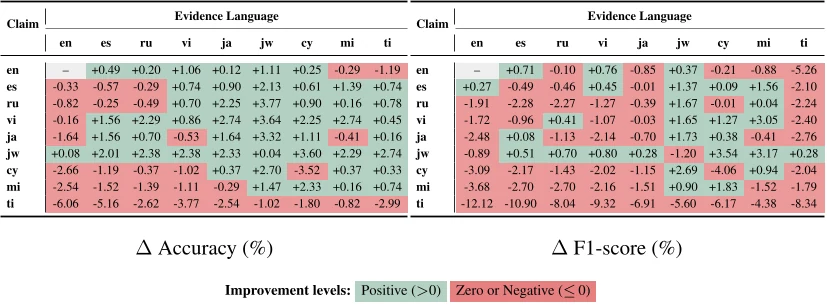 Claim Evidence Language
en es ru vi ja jw cy mi ti
en – +0.49 +0.20 +1.06 +0.12 +1.11 +0.25 -0.29 -1.19
es -0.33 -0.57 -0.29 +0.74 +0.90 +2.13 +0.61 +1.39 +0.74
ru -0.82 -0.25 -0.49 +0.70 +2.25 +3.77 +0.90 +0.16 +0.78
vi -0.16 +1.56 +2.29 +0.86 +2.74 +3.64 +2.25 +2.74 +0.45
ja -1.64 +1.56 +0.70 -0.53 +1.64 +3.32 +1.11 -0.41 +0.16
jw +0.08 +2.01 +2.38 +2.38 +2.33 +0.04 +3.60 +2.29 +2.74
cy -2.66 -1.19 -0.37 -1.02 +0.37 +2.70 -3.52 +0.37 +0.33
mi -2.54 -1.52 -1.39 -1.11 -0.29 +1.47 +2.33 +0.16 +0.74
ti -6.06 -5.16 -2.62 -3.77 -2.54 -1.02 -1.80 -0.82 -2.99
Δ Accuracy (%)
Claim Evidence Language
en es ru vi ja jw cy mi ti
en – +0.71 -0.10 +0.76 -0.85 +0.37 -0.21 -0.88 -5.26
es +0.27 -0.49 -0.46 +0.45 -0.01 +1.37 +0.09 +1.56 -2.10
ru -1.91 -2.28 -2.27 -1.27 -0.39 +1.67 -0.01 +0.04 -2.24
vi -1.72 -0.96 +0.41 -1.07 -0.03 +1.65 +1.27 +3.05 -2.40
ja -2.48 +0.08 -1.13 -2.14 -0.70 +1.73 +0.38 -0.41 -2.76
jw -0.89 +0.51 +0.70 +0.80 +0.28 -1.20 +3.54 +3.17 +0.28
cy -3.09 -2.17 -1.43 -2.02 -1.15 +2.69 -4.06 +0.94 -2.04
mi -3.68 -2.70 -2.70 -2.16 -1.51 +0.90 +1.83 -1.52 -1.79
ti -12.12 -10.90 -8.04 -9.32 -6.91 -5.60 -6.17 -4.38 -8.34
Δ F1-score (%)
Improvement levels: Positive (>0) Zero or Negative (≤ 0)